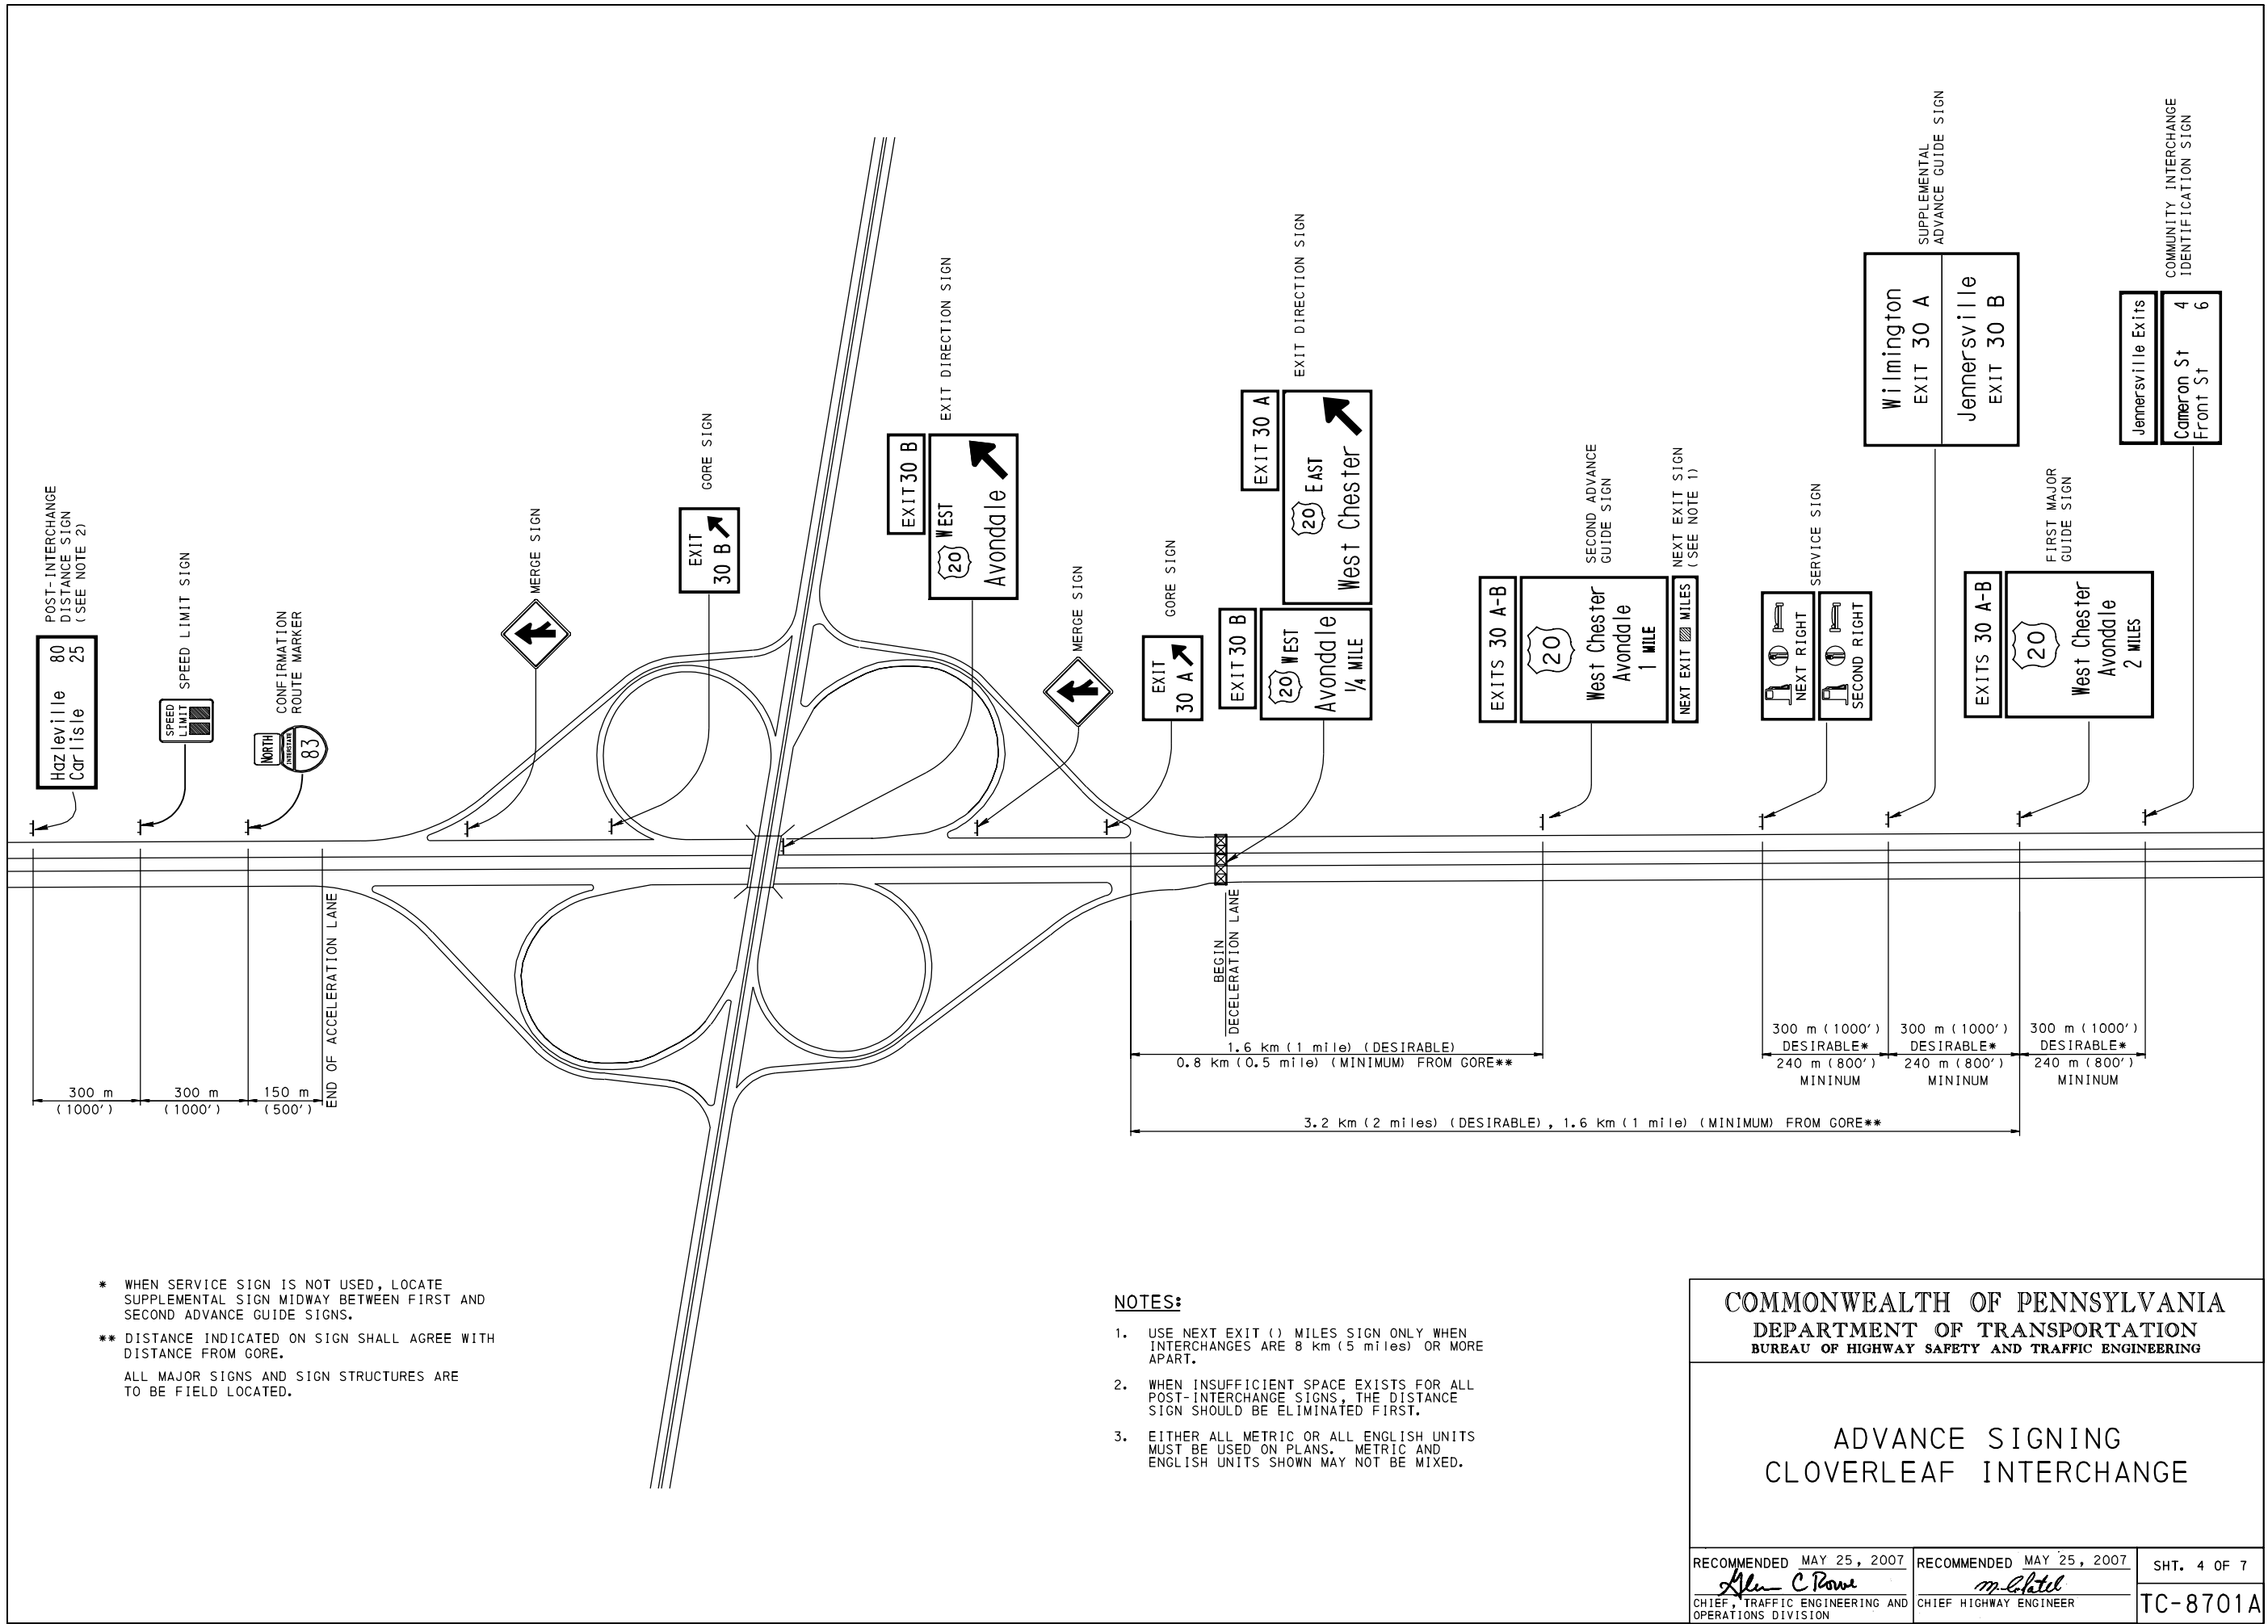 POST-INTERCHANGE
DISTANCE SIGN
(SEE NOTE 2)
Hazleville 80
Carlisle 25
SPEED LIMIT SIGN
SPEED
LIMIT
CONFIRMATION
ROUTE MARKER
NORTH
INTERSTATE
83
MERGE SIGN
GORE SIGN
EXIT
30 B
EXIT DIRECTION SIGN
EXIT 30 B
20 WEST
Avondale
MERGE SIGN
GORE SIGN
EXIT
30 A
EXIT DIRECTION SIGN
EXIT 30 A
20 EAST
West Chester
EXIT 30 B
20 WEST
Avondale
1/4 MILE
SECOND ADVANCE
GUIDE SIGN
EXITS 30 A-B
20
West Chester
Avondale
1 MILE
NEXT EXIT SIGN
(SEE NOTE 1)
NEXT EXIT MILES
SERVICE SIGN
NEXT RIGHT
SECOND RIGHT
SUPPLEMENTAL
ADVANCE GUIDE SIGN
Wilmington
EXIT 30 A
Jennersville
EXIT 30 B
FIRST MAJOR
GUIDE SIGN
EXITS 30 A-B
20
West Chester
Avondale
2 MILES
COMMUNITY INTERCHANGE
IDENTIFICATION SIGN
Jennersville Exits
Cameron St 4
Front St 6
300 m
(1000')
300 m
(1000')
150 m
(500')
END OF ACCELERATION LANE
BEGIN
DECELERATION LANE
1.6 km (1 mile) (DESIRABLE)
0.8 km (0.5 mile) (MINIMUM) FROM GORE**
300 m (1000')
DESIRABLE*
240 m (800')
MININUM
300 m (1000')
DESIRABLE*
240 m (800')
MININUM
300 m (1000')
DESIRABLE*
240 m (800')
MININUM
3.2 km (2 miles) (DESIRABLE), 1.6 km (1 mile) (MINIMUM) FROM GORE**
* WHEN SERVICE SIGN IS NOT USED, LOCATE
SUPPLEMENTAL SIGN MIDWAY BETWEEN FIRST AND
SECOND ADVANCE GUIDE SIGNS.
** DISTANCE INDICATED ON SIGN SHALL AGREE WITH
DISTANCE FROM GORE.
ALL MAJOR SIGNS AND SIGN STRUCTURES ARE
TO BE FIELD LOCATED.
NOTES:
1. USE NEXT EXIT () MILES SIGN ONLY WHEN
INTERCHANGES ARE 8 km (5 miles) OR MORE
APART.
2. WHEN INSUFFICIENT SPACE EXISTS FOR ALL
POST-INTERCHANGE SIGNS, THE DISTANCE
SIGN SHOULD BE ELIMINATED FIRST.
3. EITHER ALL METRIC OR ALL ENGLISH UNITS
MUST BE USED ON PLANS. METRIC AND
ENGLISH UNITS SHOWN MAY NOT BE MIXED.
COMMONWEALTH OF PENNSYLVANIA
DEPARTMENT OF TRANSPORTATION
BUREAU OF HIGHWAY SAFETY AND TRAFFIC ENGINEERING
ADVANCE SIGNING
CLOVERLEAF INTERCHANGE
RECOMMENDED MAY 25, 2007
Glenn C Rowe
CHIEF, TRAFFIC ENGINEERING AND
OPERATIONS DIVISION
RECOMMENDED MAY 25, 2007
CHIEF HIGHWAY ENGINEER
SHT. 4 OF 7
TC-8701A